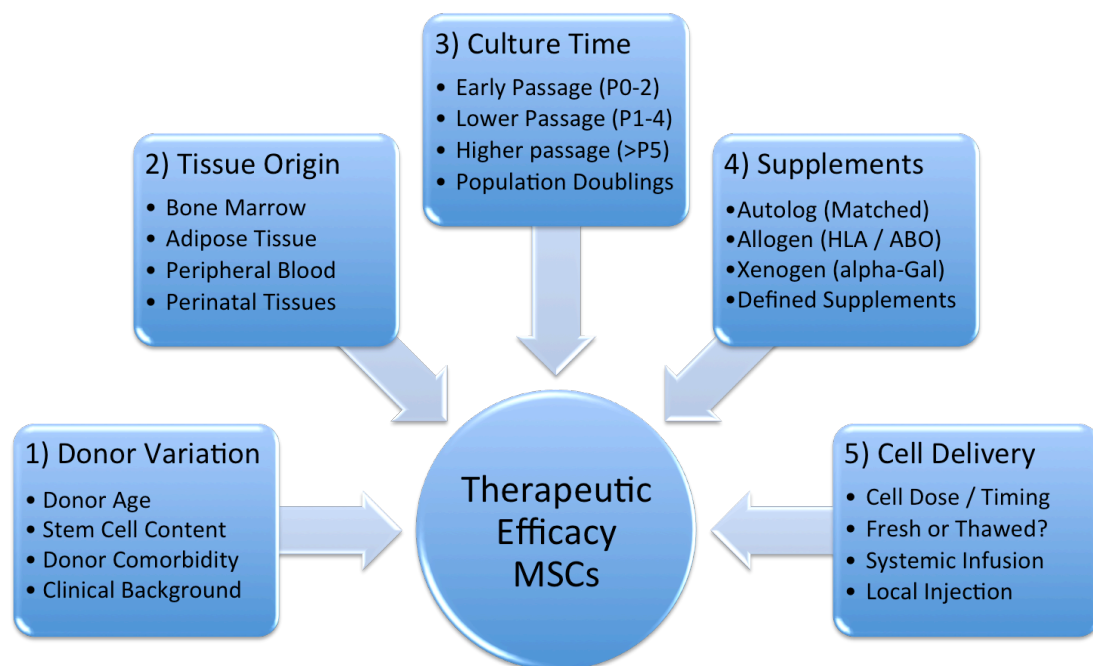 1) Donor Variation
• Donor Age
• Stem Cell Content
• Donor Comorbidity
• Clinical Background
2) Tissue Origin
• Bone Marrow
• Adipose Tissue
• Peripheral Blood
• Perinatal Tissues
3) Culture Time
• Early Passage (P0-2)
• Lower Passage (P1-4)
• Higher passage (>P5)
• Population Doublings
4) Supplements
•Autolog (Matched)
•Allogen (HLA / ABO)
•Xenogen (alpha-Gal)
•Defined Supplements
5) Cell Delivery
• Cell Dose / Timing
• Fresh or Thawed?
• Systemic Infusion
• Local Injection
Therapeutic
Efficacy
MSCs